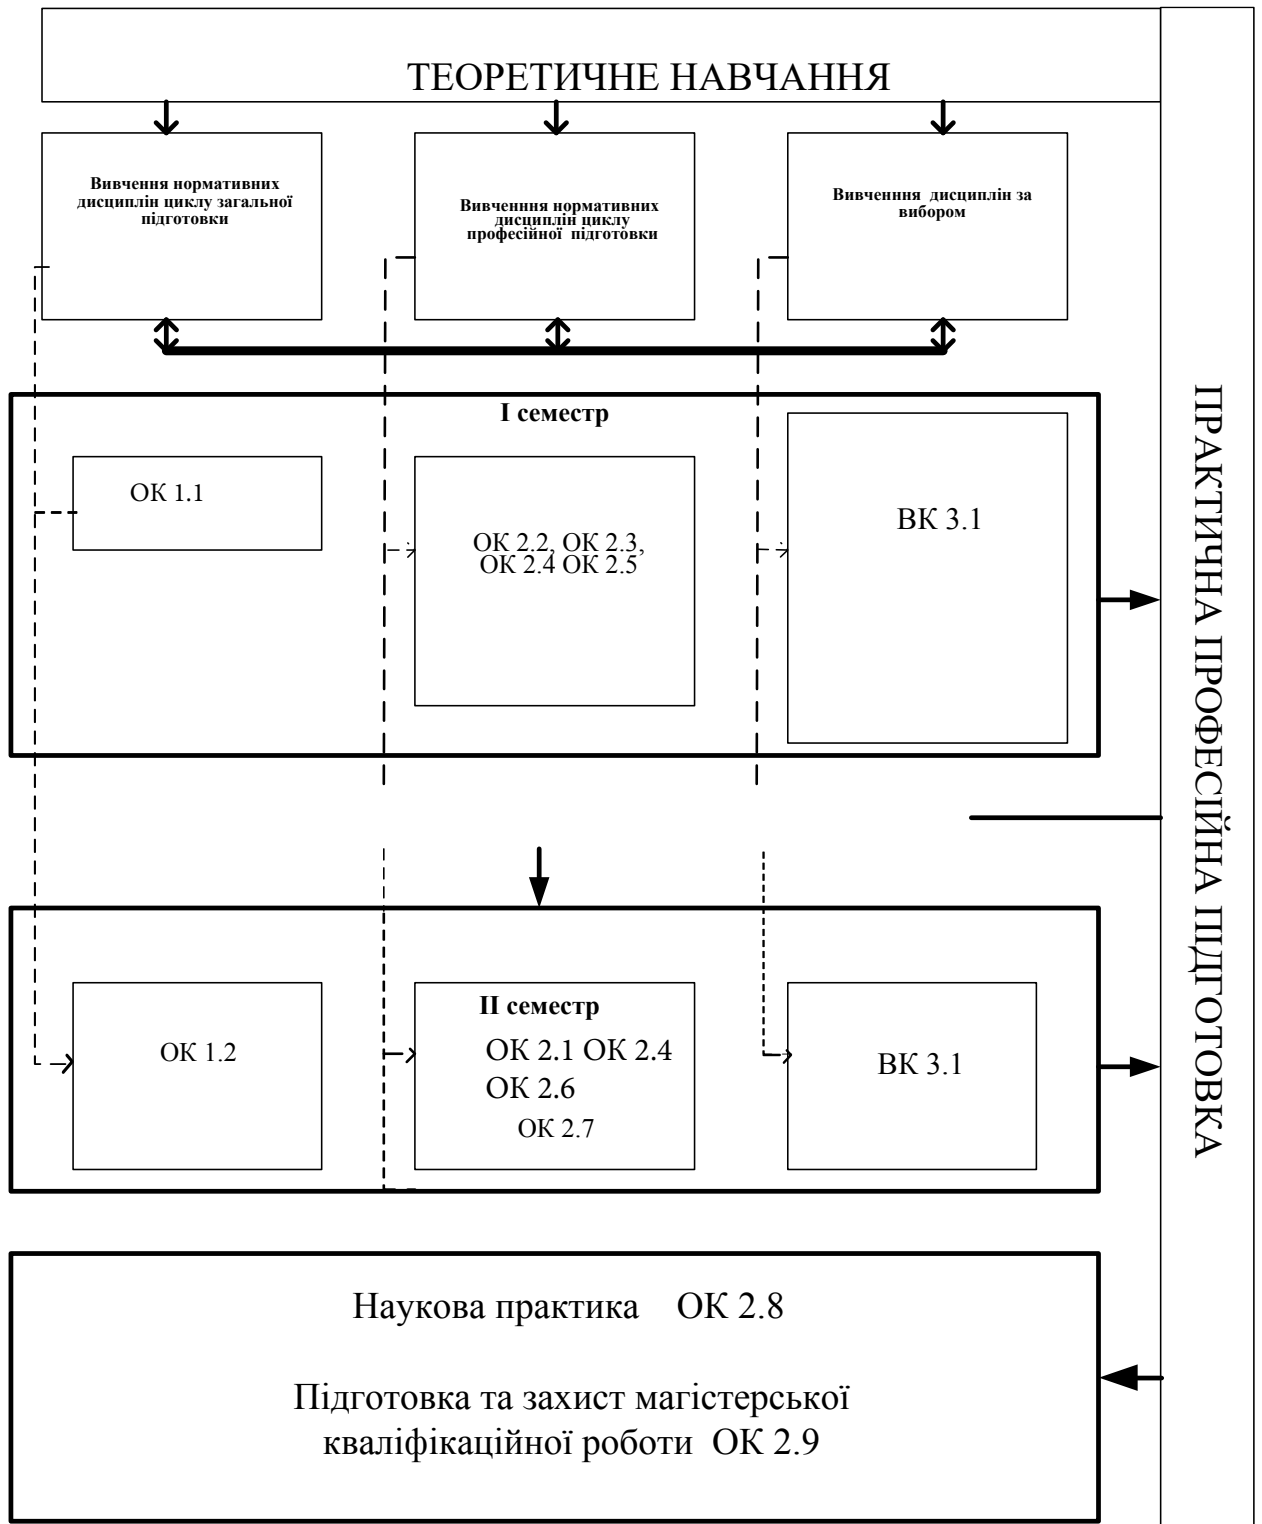 ТЕОРЕТИЧНЕ НАВЧАННЯ
Вивчення нормативних
дисциплін циклу загальної
підготовки
Вивченння нормативних
дисциплін циклу
професійної підготовки
Вивченння дисциплін за
вибором
І семестр
ОК 1.1
ОК 2.2, ОК 2.3,
ОК 2.4 ОК 2.5
ВК 3.1
ІІ семестр
ОК 1.2
ОК 2.1 ОК 2.4
ОК 2.6
ОК 2.7
ВК 3.1
Наукова практика ОК 2.8
Підготовка та захист магістерської
кваліфікаційної роботи ОК 2.9
ПРАКТИЧНА ПРОФЕСІЙНА ПІДГОТОВКА